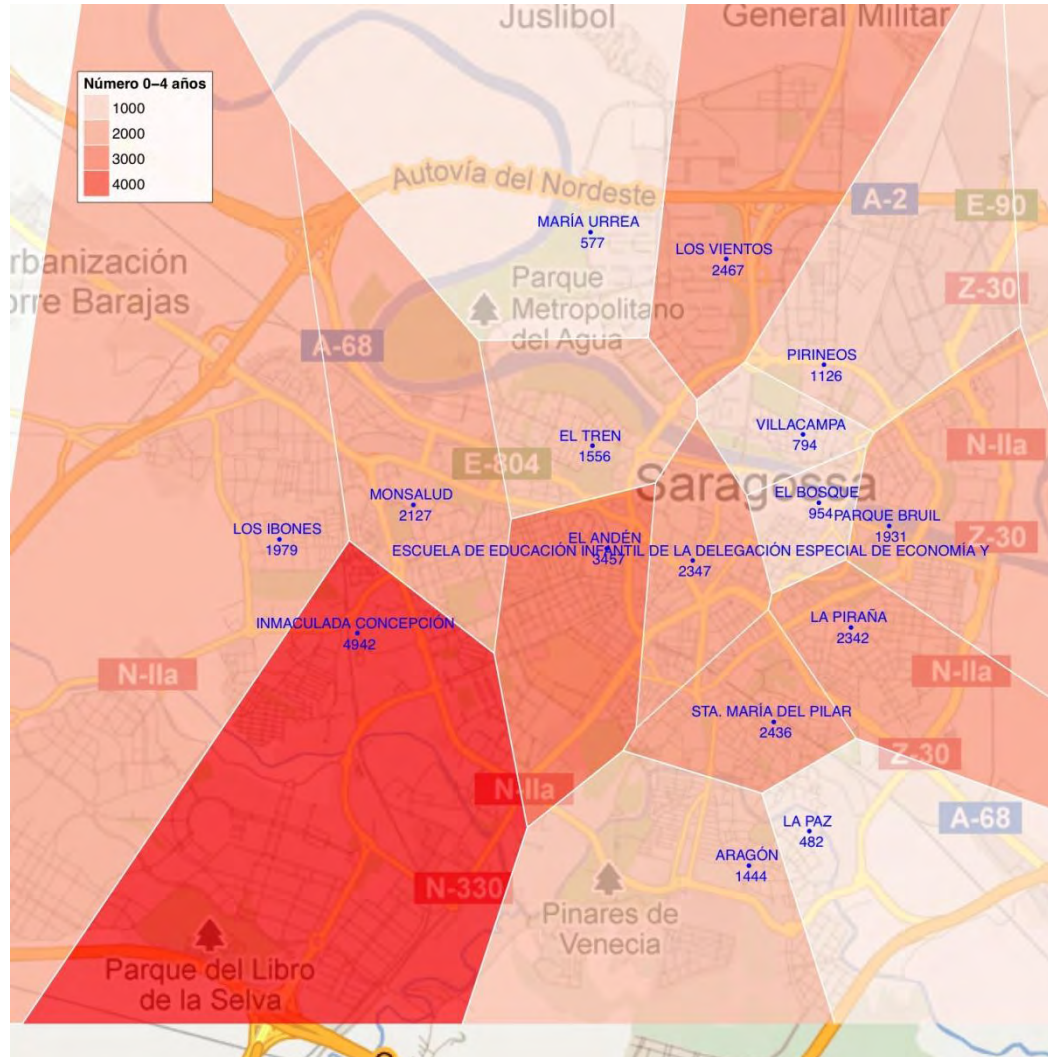 Juslibol
General Militar
Número 0–4 años
1000
2000
3000
4000
Autovía del Nordeste
A-2
E-90
MARÍA URREA
577
LOS VIENTOS
2467
rbanización
orre Barajas
Parque
Metropolitano
del Agua
Z-30
A-68
PIRINEOS
1126
VILLACAMPA
794
EL TREN
1556
N-IIa
E-804
Saragossa
MONSALUD
2127
EL BOSQUE
954
PARQUE BRUIL
1931
LOS IBONES
1979
EL ANDÉN
3457
Z-30
ESCUELA DE EDUCACIÓN INFANTIL DE LA DELEGACIÓN ESPECIAL DE ECONOMÍA Y
2347
INMACULADA CONCEPCIÓN
4942
LA PIRAÑA
2342
N-IIa
N-IIa
STA. MARÍA DEL PILAR
2436
Z-30
N-IIa
A-68
LA PAZ
482
ARAGÓN
1444
N-330
Pinares de
Venecia
Parque del Libro
de la Selva